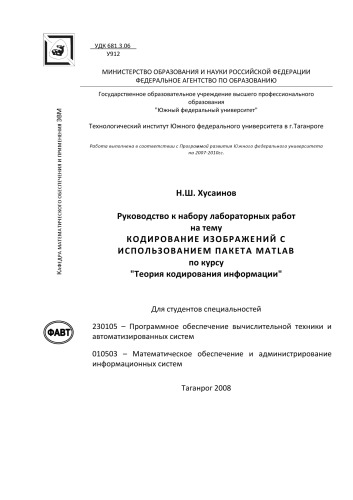 УДК 681.3.06
У912
МИНИСТЕРСТВО ОБРАЗОВАНИЯ И НАУКИ РОССИЙСКОЙ ФЕДЕРАЦИИ
ФЕДЕРАЛЬНОЕ АГЕНТСТВО ПО ОБРАЗОВАНИЮ
Государственное образовательное учреждение высшего профессионального
образования
"Южный федеральный университет"
Технологический институт Южного федерального университета в г.Таганроге
Работа выполнена в соответствии с Программой развития Южного федерального университета
на 2007-2010гг.
КАФЕДРА МАТЕМАТИЧЕСКОГО ОБЕСПЕЧЕНИЯ И ПРИМЕНЕНИЯ ЭВМ
Н.Ш. Хусаинов
Руководство к набору лабораторных работ
на тему
КОДИРОВАНИЕ ИЗОБРАЖЕНИЙ С
ИСПОЛЬЗОВАНИЕМ ПАКЕТА MATLAB
по курсу
"Теория кодирования информации"
Для студентов специальностей
ФАВТ
230105 – Программное обеспечение вычислительной техники и
автоматизированных систем
010503 – Математическое обеспечение и администрирование
информационных систем
Таганрог 2008